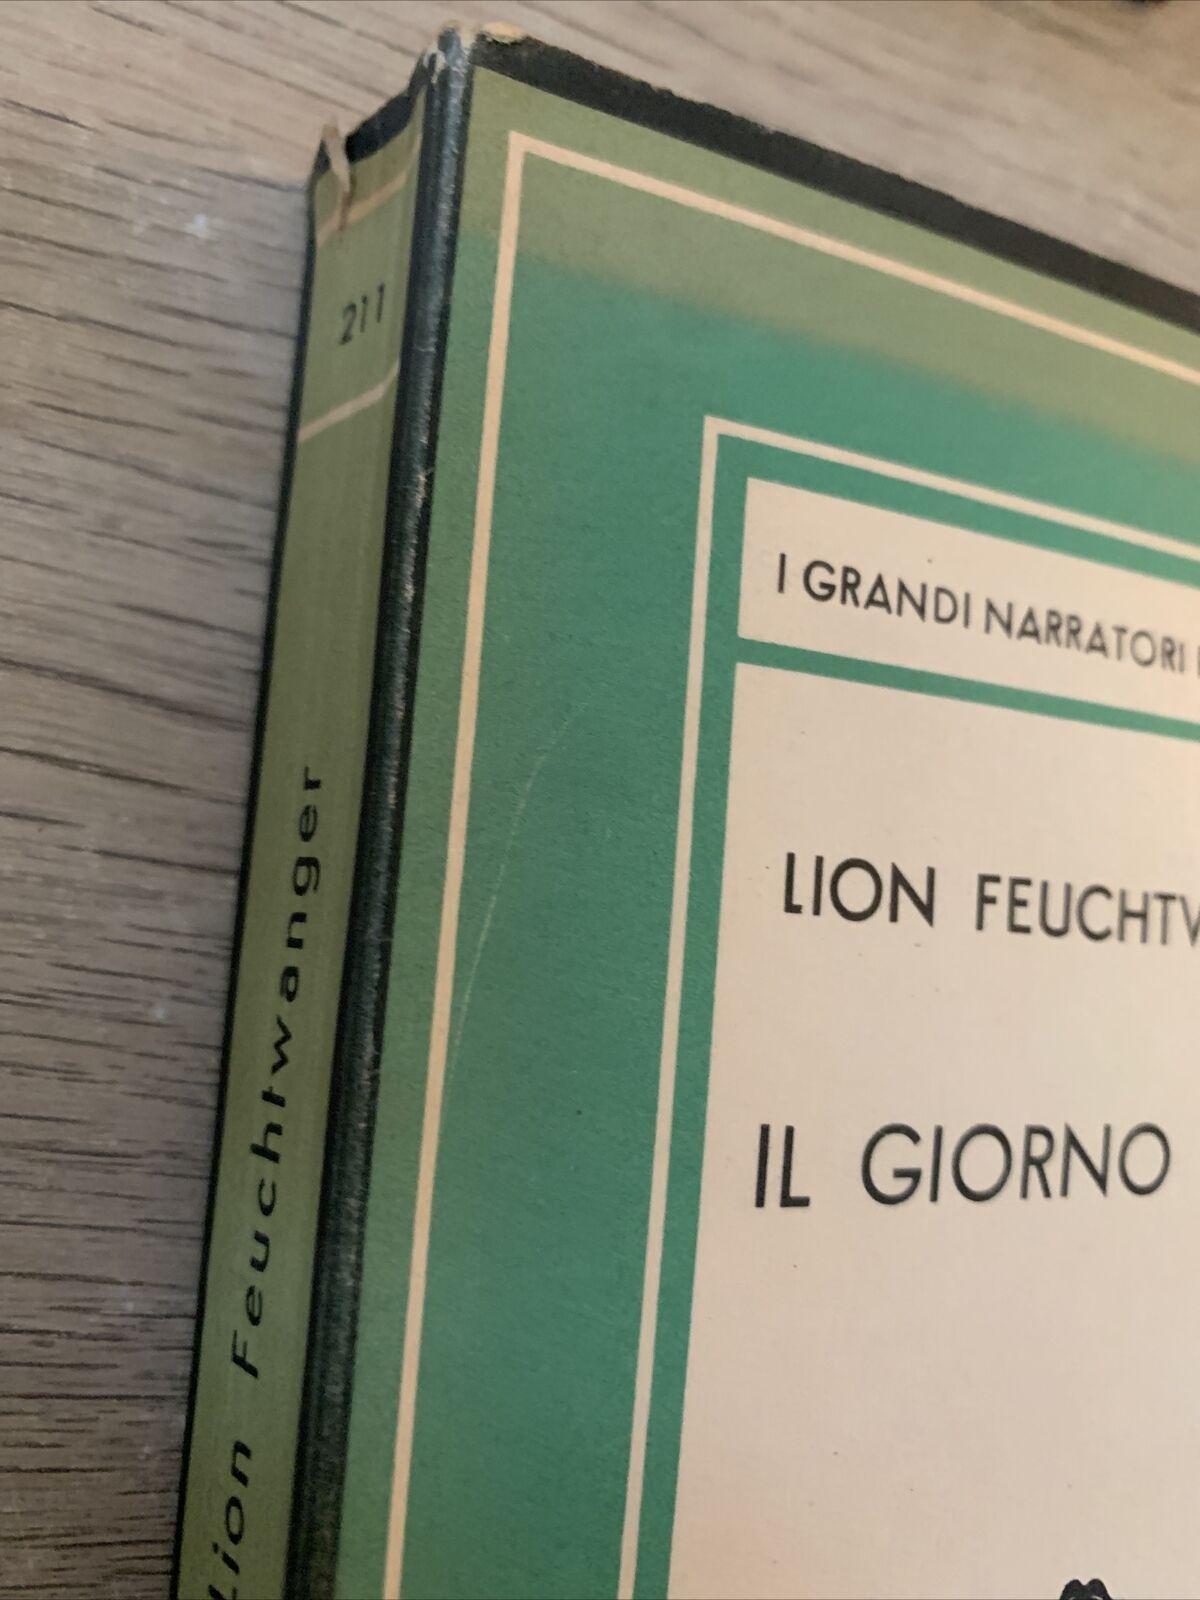 211
Lion Feuchtwanger
I GRANDI NARRATORI
LION FEUCHTW
IL GIORNO